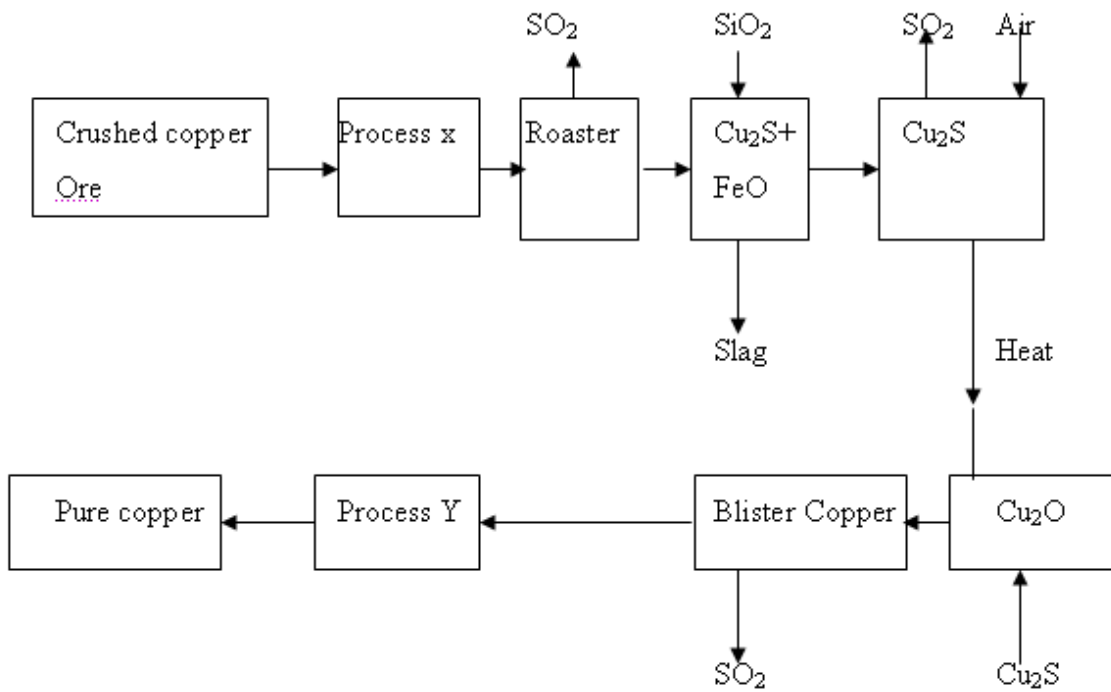 SO₂
SiO₂
SO₂
Air
Crushed copper
Ore
Process x
Roaster
Cu₂S+
FeO
Cu₂S
Slag
Heat
Pure copper
Process Y
Blister Copper
Cu₂O
SO₂
Cu₂S